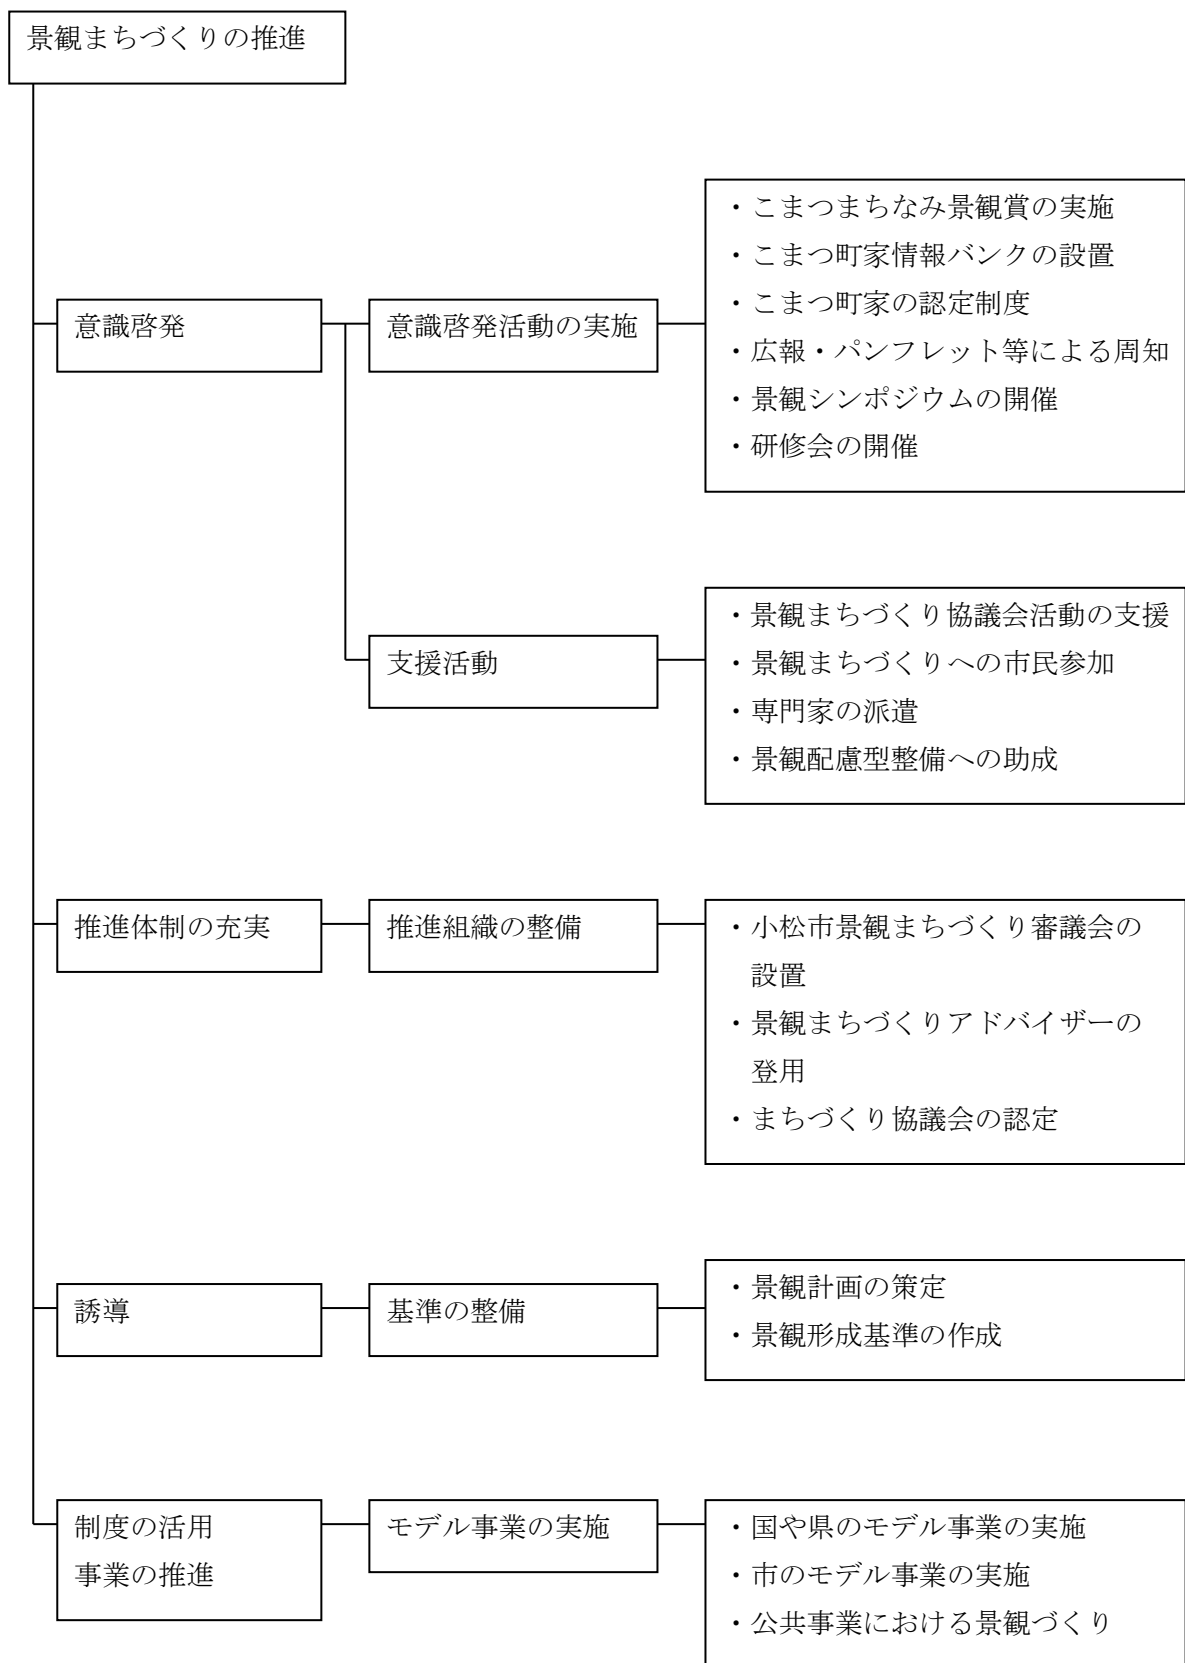 景観まちづくりの推進
意識啓発
意識啓発活動の実施
・こまつまちなみ景観賞の実施
・こまつ町家情報バンクの設置
・こまつ町家の認定制度
・広報・パンフレット等による周知
・景観シンポジウムの開催
・研修会の開催
支援活動
・景観まちづくり協議会活動の支援
・景観まちづくりへの市民参加
・専門家の派遣
・景観配慮型整備への助成
推進体制の充実
推進組織の整備
・小松市景観まちづくり審議会の
設置
・景観まちづくりアドバイザーの
登用
・まちづくり協議会の認定
誘導
基準の整備
・景観計画の策定
・景観形成基準の作成
制度の活用
事業の推進
モデル事業の実施
・国や県のモデル事業の実施
・市のモデル事業の実施
・公共事業における景観づくり